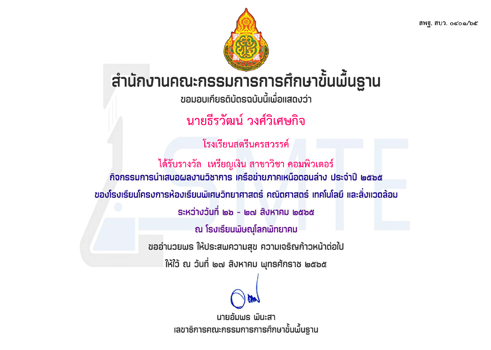 สพฐ. สบว. ๐๔๐๑/๖๕
สำนักงานคณะกรรมการการศึกษาขั้นพื้นฐาน
ขอมอบเกียรติบัตรฉบับนี้เพื่อแสดงว่า
นายธีรวัฒน์ วงศ์วิเศษกิจ
โรงเรียนสตรีนครสวรรค์
ได้รับรางวัล เหรียญเงิน สาขาวิชา คอมพิวเตอร์
กิจกรรมการนำเสนอผลงานวิชาการ เครือข่ายภาคเหนือตอนล่าง ประจำปี ๒๕๖๕
ของโรงเรียนโครงการห้องเรียนพิเศษวิทยาศาสตร์ คณิตศาสตร์ เทคโนโลยี และสิ่งแวดล้อม
ระหว่างวันที่ ๒๖ - ๒๗ สิงหาคม ๒๕๖๕
ณ โรงเรียนพิษณุโลกพิทยาคม
ขออำนวยพร ให้ประสบความสุข ความเจริญก้าวหน้าต่อไป
ให้ไว้ ณ วันที่ ๒๗ สิงหาคม พุทธศักราช ๒๕๖๕
นายอัมพร พินะสา
เลขาธิการคณะกรรมการการศึกษาขั้นพื้นฐาน
SMTE